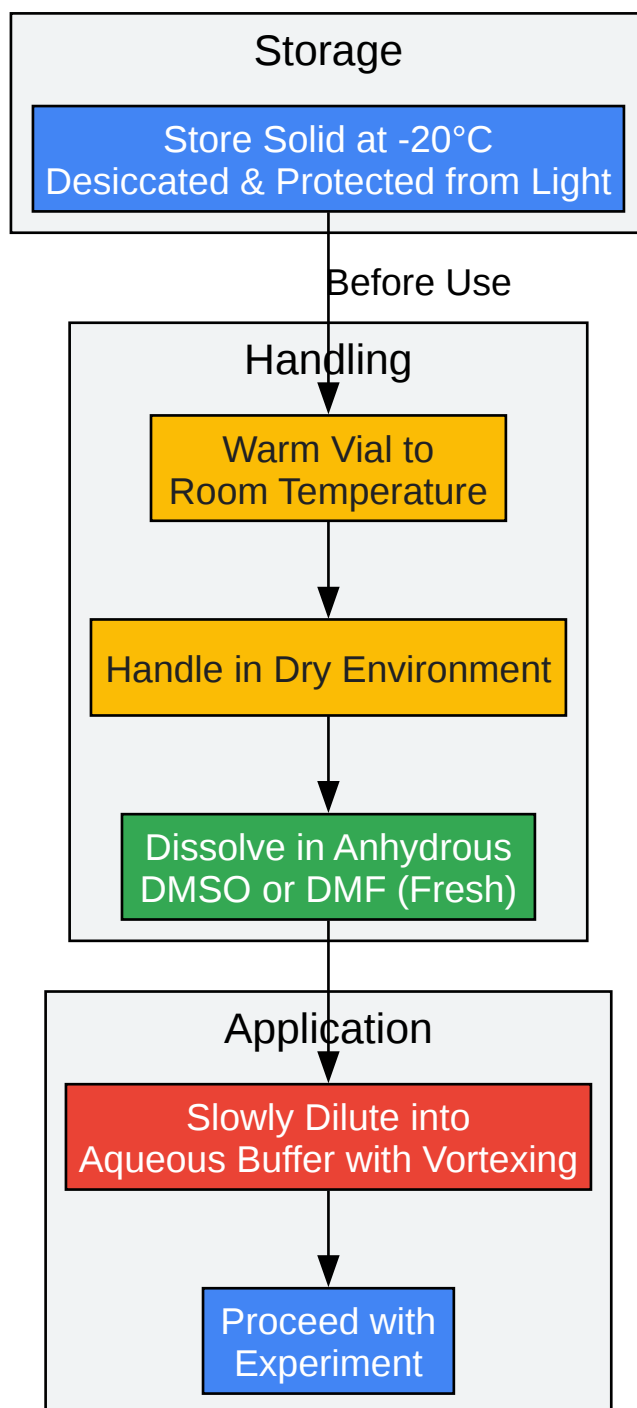 Storage
Store Solid at -20°C
Desiccated & Protected from Light
Before Use
Handling
Warm Vial to
Room Temperature
Handle in Dry Environment
Dissolve in Anhydrous
DMSO or DMF (Fresh)
Application
Slowly Dilute into
Aqueous Buffer with Vortexing
Proceed with
Experiment